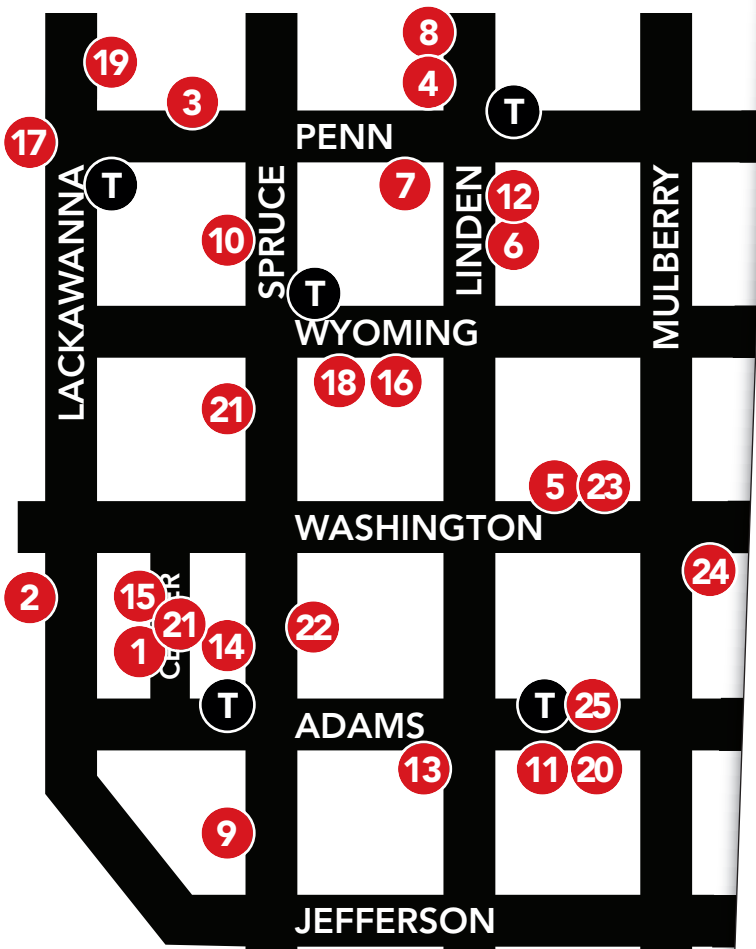 8
19
4
3
T
17
PENN
T
7
12
LACKAWANNA
SPRUCE
LINDEN
MULBERRY
10
6
T
WYOMING
18
16
21
5
23
WASHINGTON
24
2
15
21
22
1
14
T
T
25
ADAMS
13
11
20
9
JEFFERSON